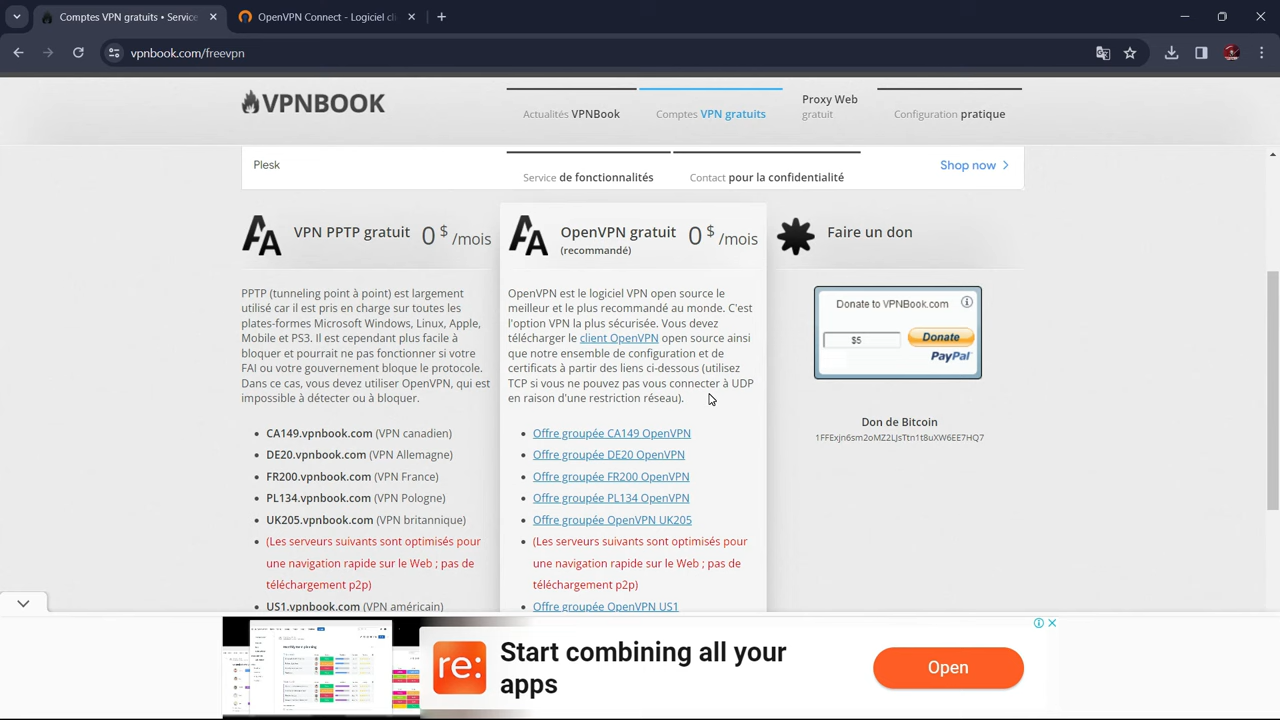 Comptes VPN gratuits • Service
OpenVPN Connect - Logiciel cli
vpnbook.com/freevpn
VPNBOOK
Actualités VPNBook
Comptes VPN gratuits
Proxy Web
gratuit
Configuration pratique
Plesk
Service de fonctionnalités
Contact pour la confidentialité
Shop now
VPN PPTP gratuit 0 $ /mois
PPTP (tunneling point à point) est largement
utilisé car il est pris en charge sur toutes les
plates-formes Microsoft Windows, Linux, Apple,
Mobile et PS3. Il est cependant plus facile à
bloquer et pourrait ne pas fonctionner si votre
FAI ou votre gouvernement bloque le protocole.
Dans ce cas, vous devez utiliser OpenVPN, qui est
impossible à détecter ou à bloquer.
• CA149.vpnbook.com (VPN canadien)
• DE20.vpnbook.com (VPN Allemagne)
• FR200.vpnbook.com (VPN France)
• PL134.vpnbook.com (VPN Pologne)
• UK205.vpnbook.com (VPN britannique)
• (Les serveurs suivants sont optimisés pour
une navigation rapide sur le Web ; pas de
téléchargement p2p)
US1.vpnbook.com (VPN américain)
OpenVPN gratuit 0 $ /mois
(recommandé)
OpenVPN est le logiciel VPN open source le
meilleur et le plus recommandé au monde. C'est
l'option VPN la plus sécurisée. Vous devez
télécharger le client OpenVPN open source ainsi
que notre ensemble de configuration et de
certificats à partir des liens ci-dessous (utilisez
TCP si vous ne pouvez pas vous connecter à UDP
en raison d'une restriction réseau).
• Offre groupée CA149 OpenVPN
• Offre groupée DE20 OpenVPN
• Offre groupée FR200 OpenVPN
• Offre groupée PL134 OpenVPN
• Offre groupée OpenVPN UK205
• (Les serveurs suivants sont optimisés pour
une navigation rapide sur le Web ; pas de
téléchargement p2p)
Offre groupée OpenVPN US1
Faire un don
Donate to VPNBook.com
$5
Donate
PayPal
Don de Bitcoin
re:
Start combining all your
apps
Open